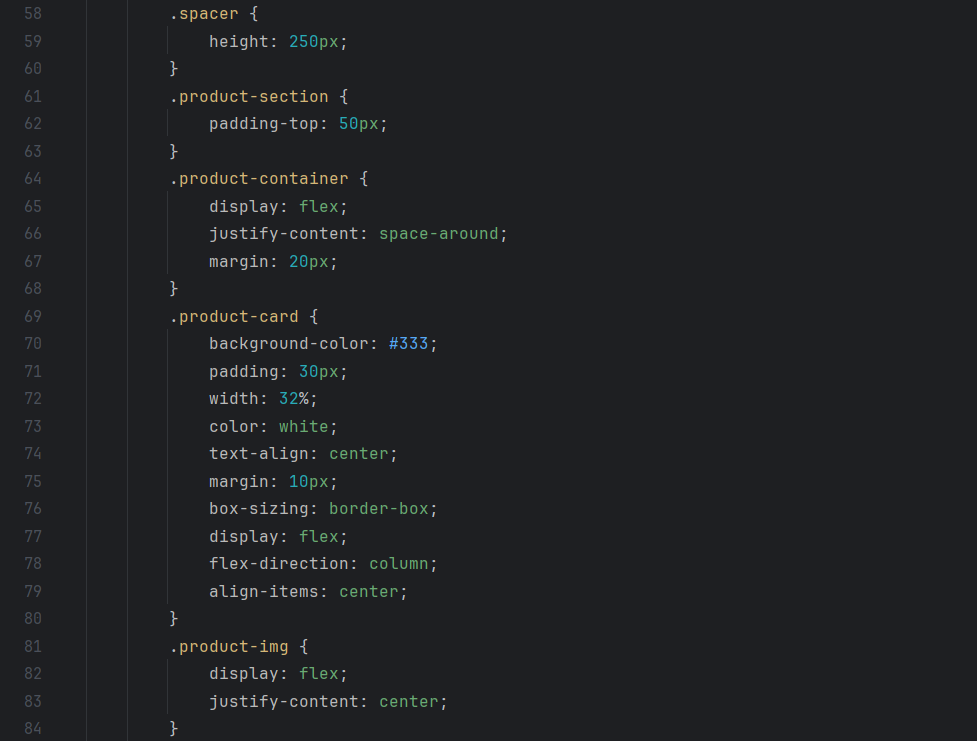 58 .spacer {
59 height: 250px;
60 }
61 .product-section {
62 padding-top: 50px;
63 }
64 .product-container {
65 display: flex;
66 justify-content: space-around;
67 margin: 20px;
68 }
69 .product-card {
70 background-color: #333;
71 padding: 30px;
72 width: 32%;
73 color: white;
74 text-align: center;
75 margin: 10px;
76 box-sizing: border-box;
77 display: flex;
78 flex-direction: column;
79 align-items: center;
80 }
81 .product-img {
82 display: flex;
83 justify-content: center;
84 }